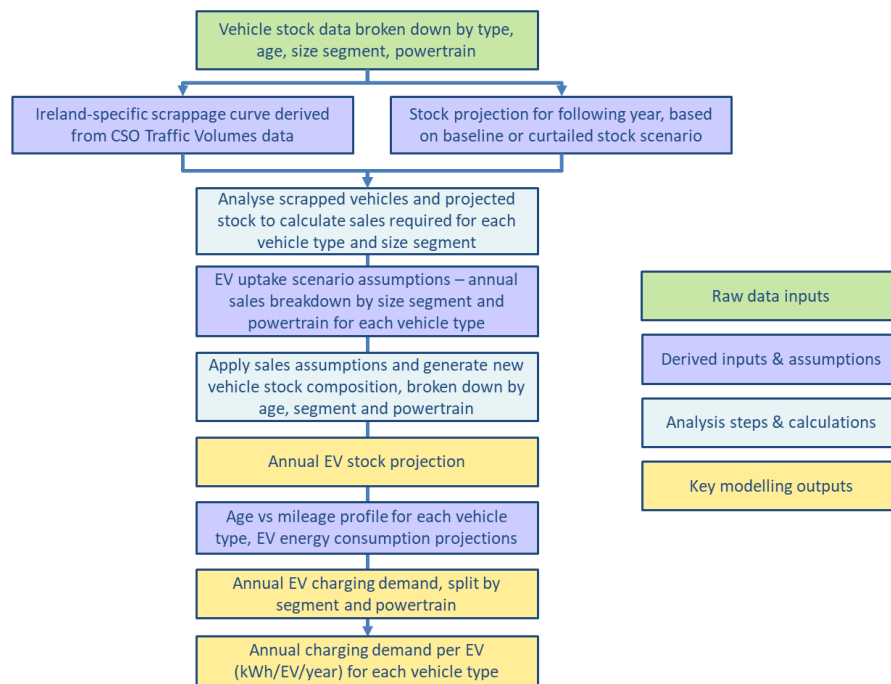 Vehicle stock data broken down by type,
age, size segment, powertrain
Ireland-specific scrappage curve derived
from CSO Traffic Volumes data
Stock projection for following year, based
on baseline or curtailed stock scenario
Analyse scrapped vehicles and projected
stock to calculate sales required for each
vehicle type and size segment
EV uptake scenario assumptions – annual
sales breakdown by size segment and
powertrain for each vehicle type
Apply sales assumptions and generate new
vehicle stock composition, broken down by
age, segment and powertrain
Annual EV stock projection
Age vs mileage profile for each vehicle
type, EV energy consumption projections
Annual EV charging demand, split by
segment and powertrain
Annual charging demand per EV
(kWh/EV/year) for each vehicle type
Raw data inputs
Derived inputs & assumptions
Analysis steps & calculations
Key modelling outputs